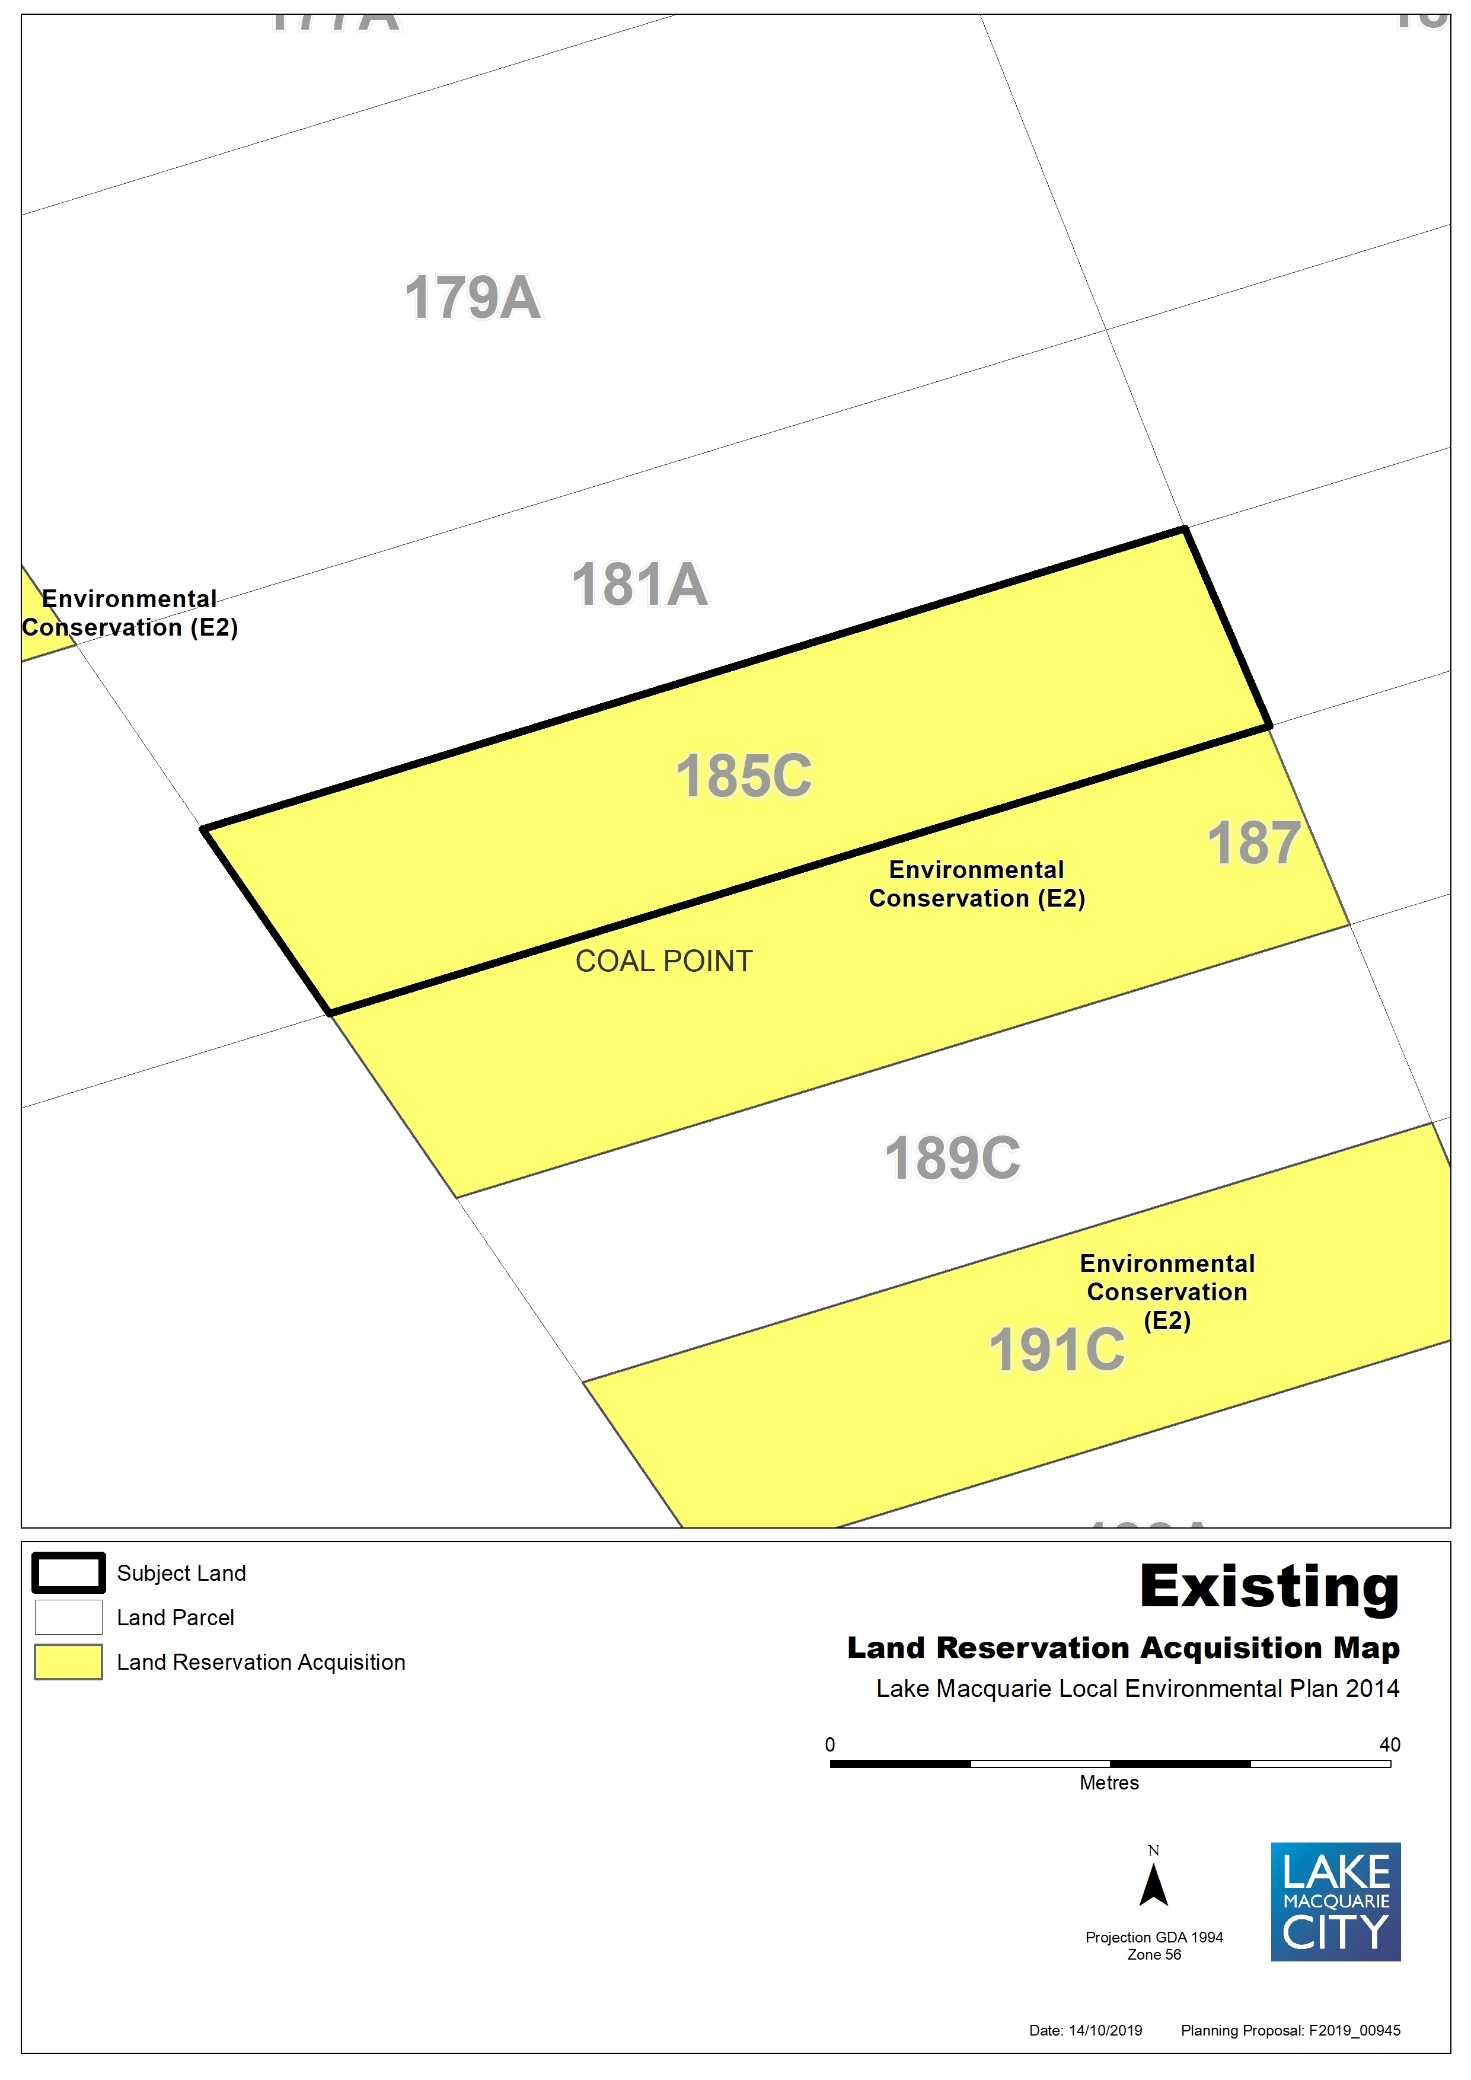 179A
181A
Environmental
Conservation (E2)
185C
187
Environmental
Conservation (E2)
COAL POINT
189C
Environmental
Conservation
(E2)
191C
Subject Land
Land Parcel
Land Reservation Acquisition
Existing
Land Reservation Acquisition Map
Lake Macquarie Local Environmental Plan 2014
0 40
Metres
N
Projection GDA 1994
Zone 56
LAKE
MACQUARIE
CITY
Date: 14/10/2019 Planning Proposal: F2019_00945